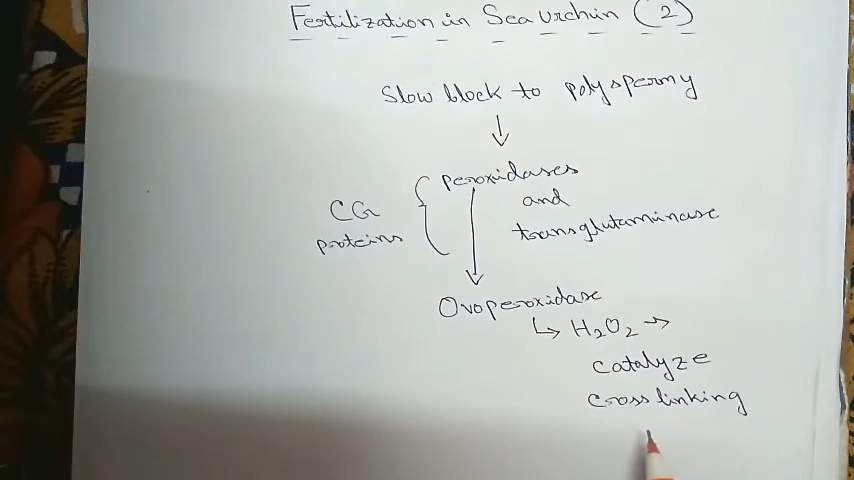 Fertilization in Sea urchin (2)
Slow block to polyspermy
↓
CG proteins { peroxidases
and
transglutaminase
↓
Ovoperoxidase
↳ H₂O₂ →
catalyze
cross linking